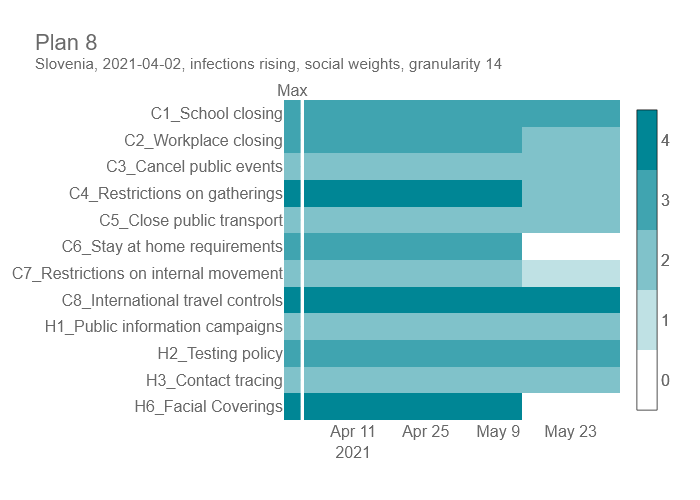 Plan 8
Slovenia, 2021-04-02, infections rising, social weights, granularity 14
Max
C1_School closing
C2_Workplace closing
C3_Cancel public events
C4_Restrictions on gatherings
C5_Close public transport
C6_Stay at home requirements
C7_Restrictions on internal movement
C8_International travel controls
H1_Public information campaigns
H2_Testing policy
H3_Contact tracing
H6_Facial Coverings
4
3
2
1
0
Apr 11 Apr 25 May 9 May 23
2021